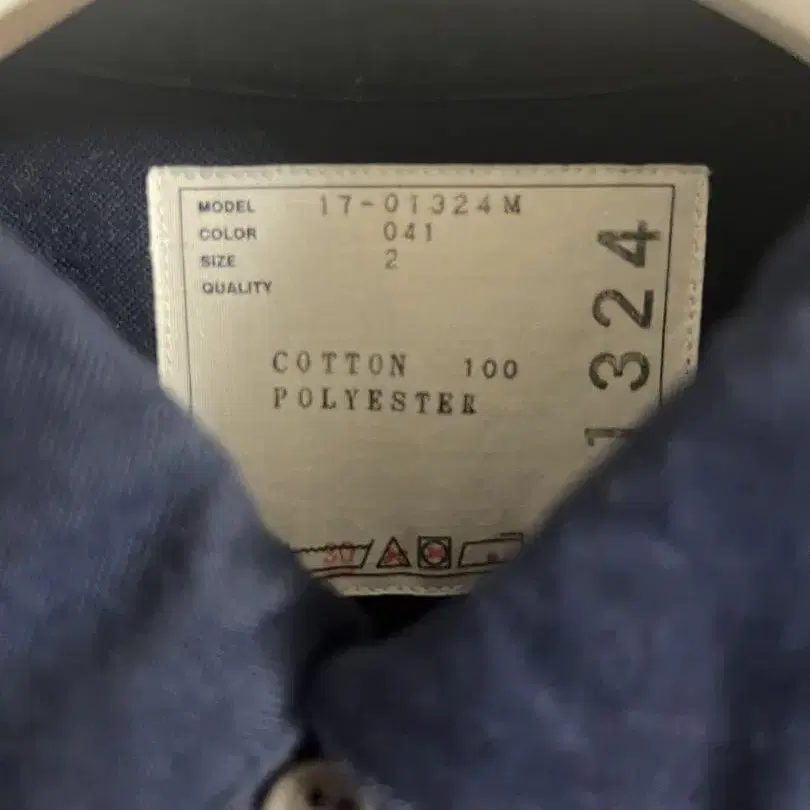 MODEL 17-01324M
COLOR 041
SIZE 2
QUALITY
COTTON 100
POLYESTER
1324
30